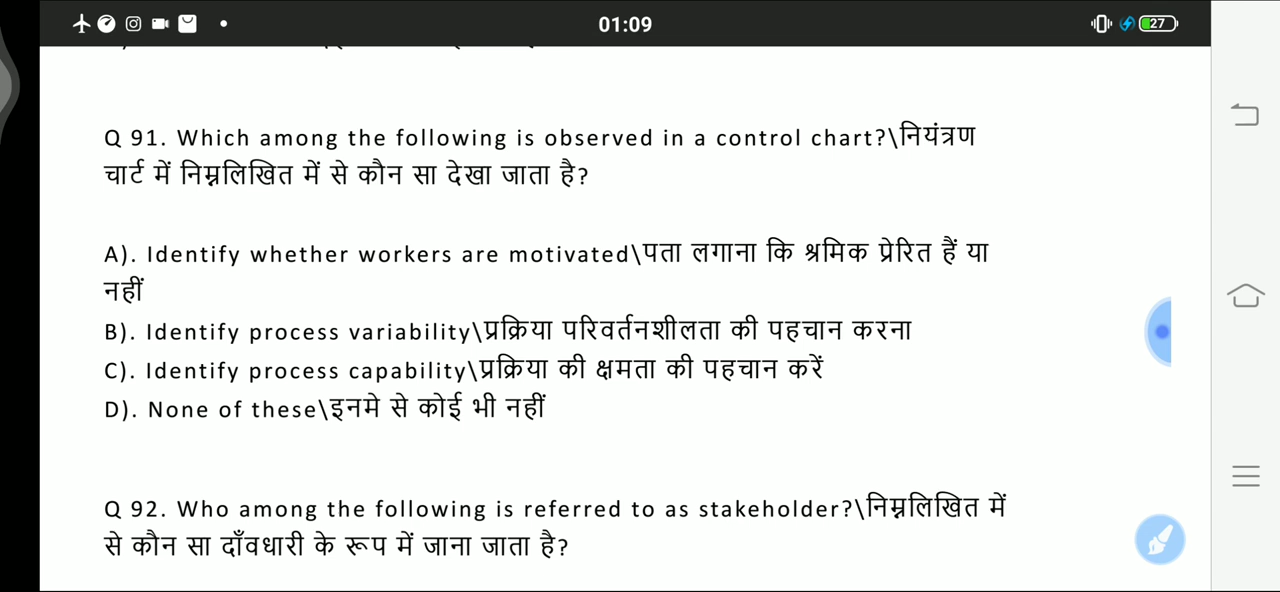 01:09
27
Q 91. Which among the following is observed in a control chart?\नियंत्रण
चार्ट में निम्नलिखित में से कौन सा देखा जाता है?
A). Identify whether workers are motivated\पता लगाना कि श्रमिक प्रेरित हैं या
नहीं
B). Identify process variability\प्रक्रिया परिवर्तनशीलता की पहचान करना
C). Identify process capability\प्रक्रिया की क्षमता की पहचान करें
D). None of these\इनमे से कोई भी नहीं
Q 92. Who among the following is referred to as stakeholder?\निम्नलिखित में
से कौन सा दाँवधारी के रूप में जाना जाता है?